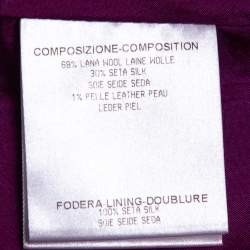 COMPOSIZIONE-COMPOSITION
69% LANA WOOL LAINE WOLLE
30% SETA SILK
SOIE SEIDE SEDA
1% PELLE LEATHER PEAU
LEDER PIEL
FODERA LINING-DOUBLURE
100% SETA SILK
SOIE SEIDE SEDA